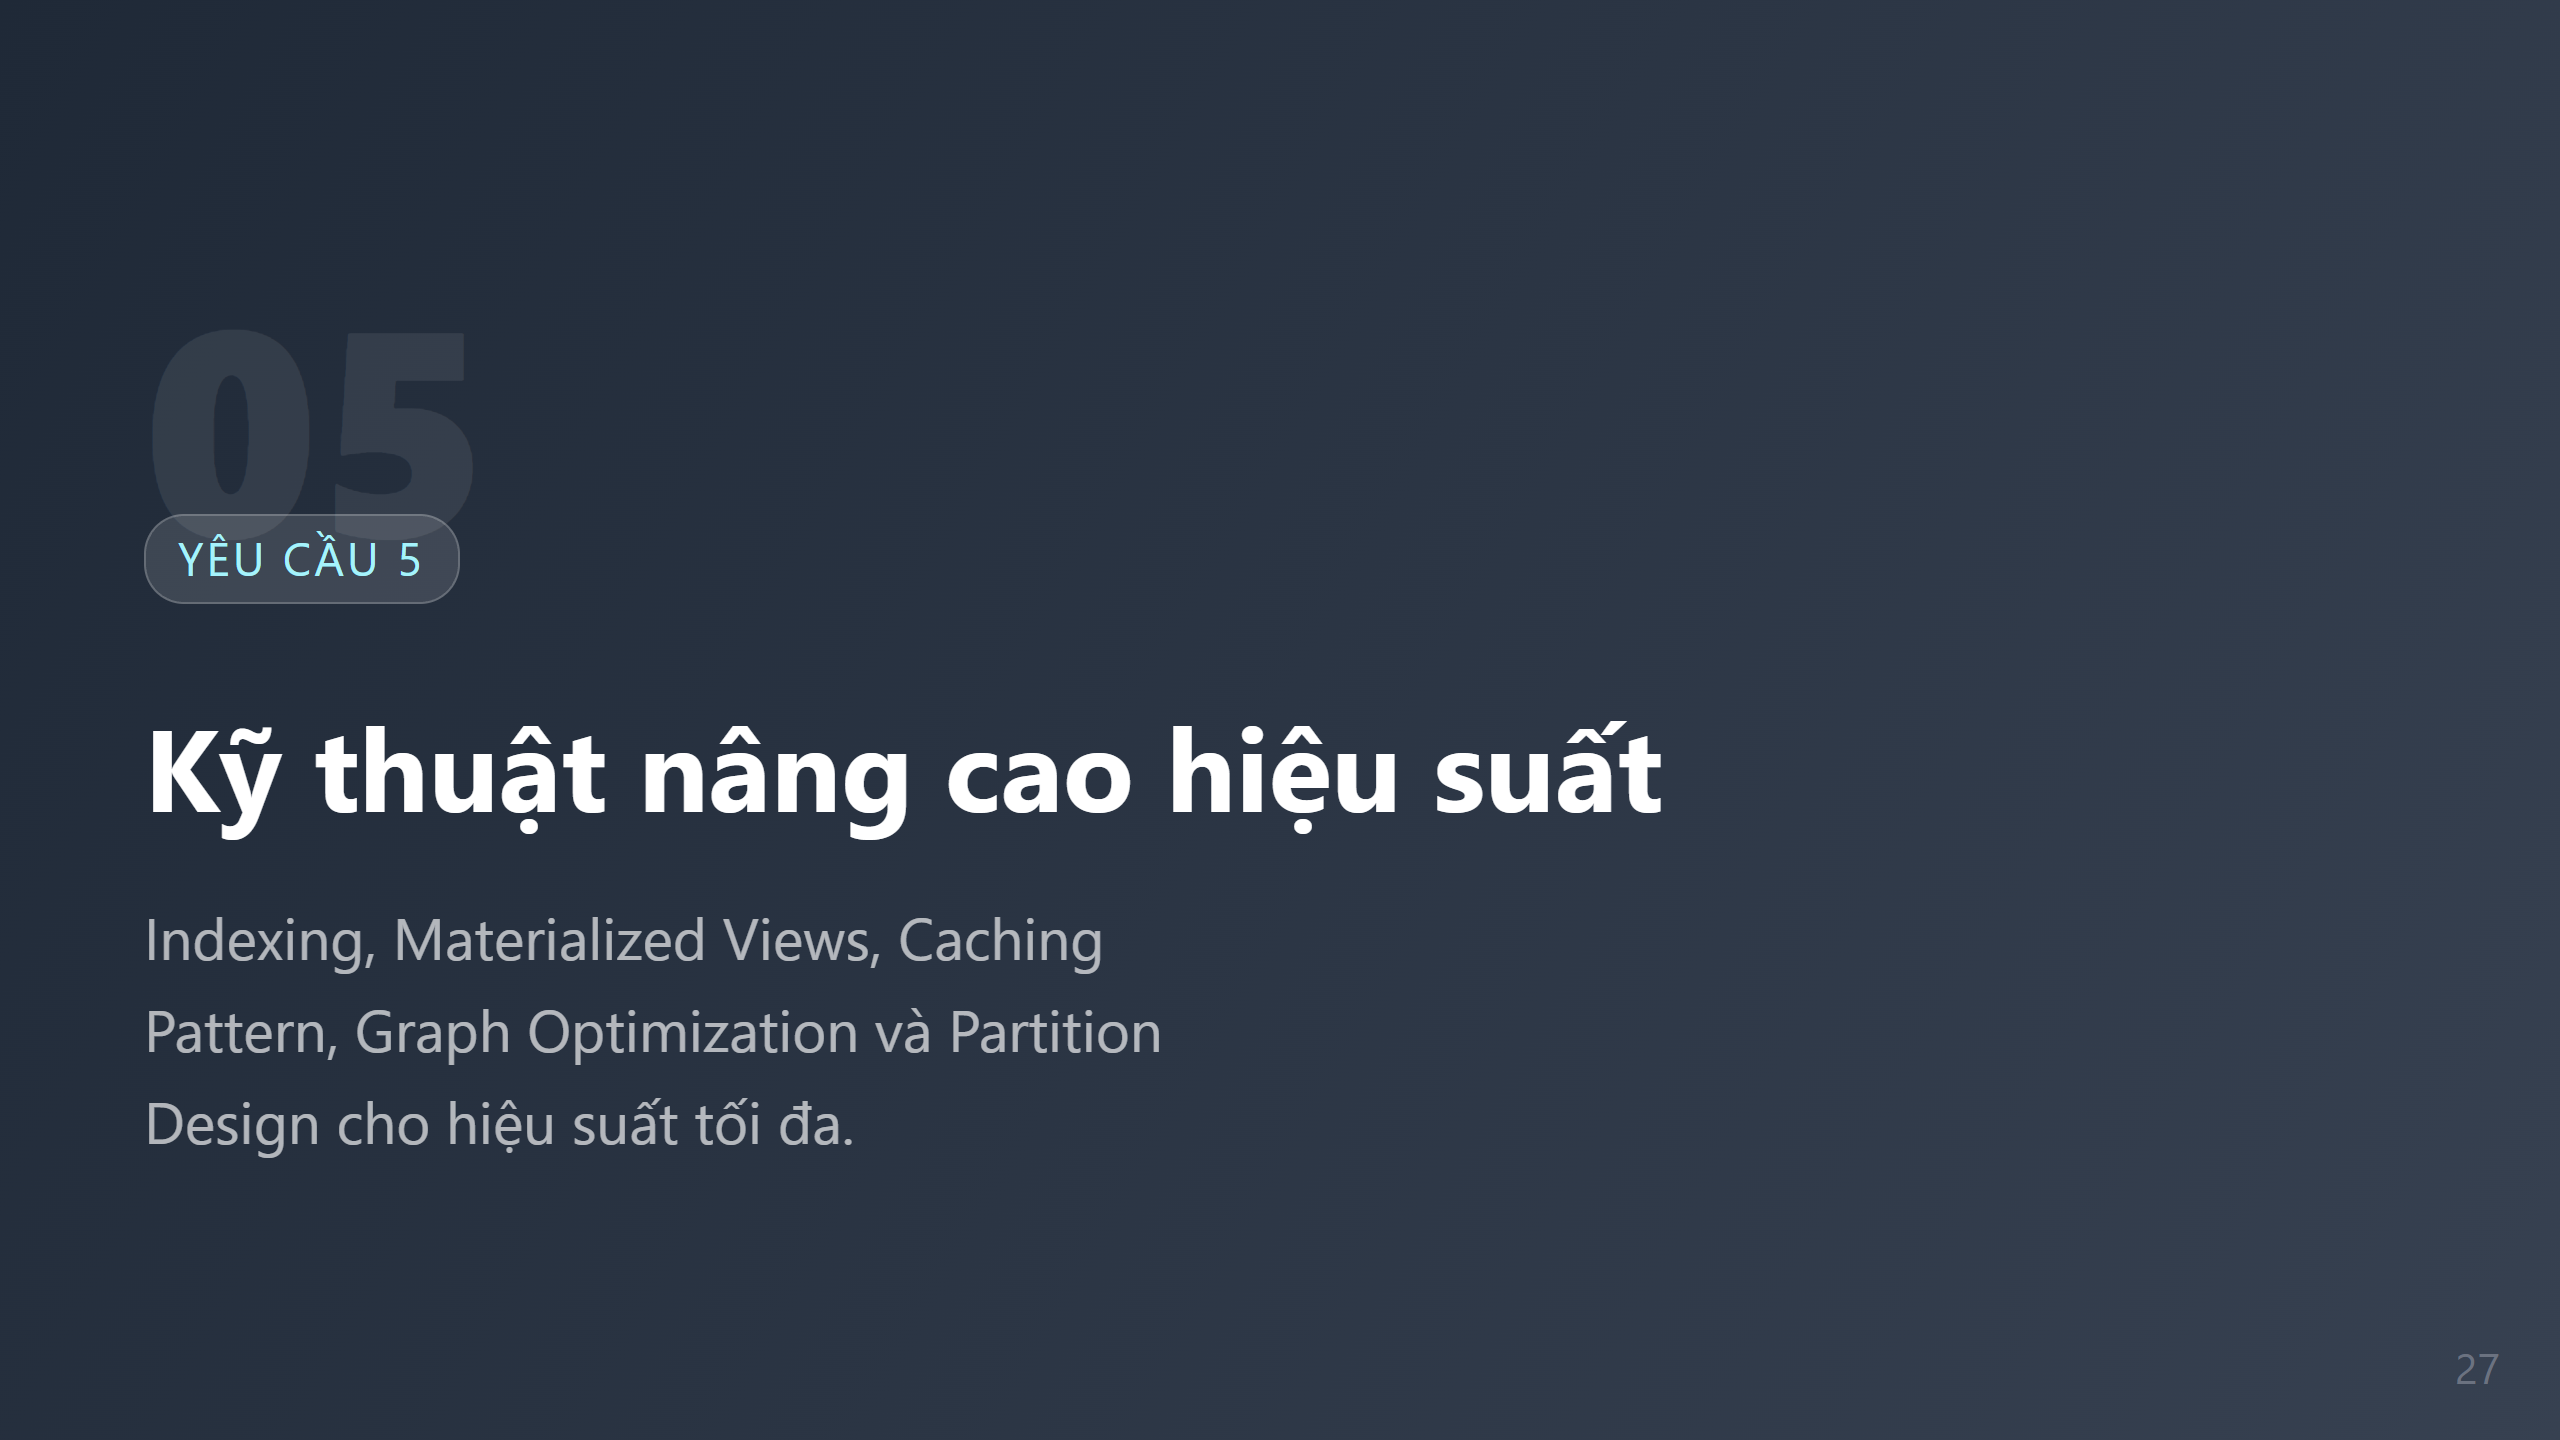 05
YÊU CẦU 5
Kỹ thuật nâng cao hiệu suất
Indexing, Materialized Views, Caching
Pattern, Graph Optimization và Partition
Design cho hiệu suất tối đa.
27